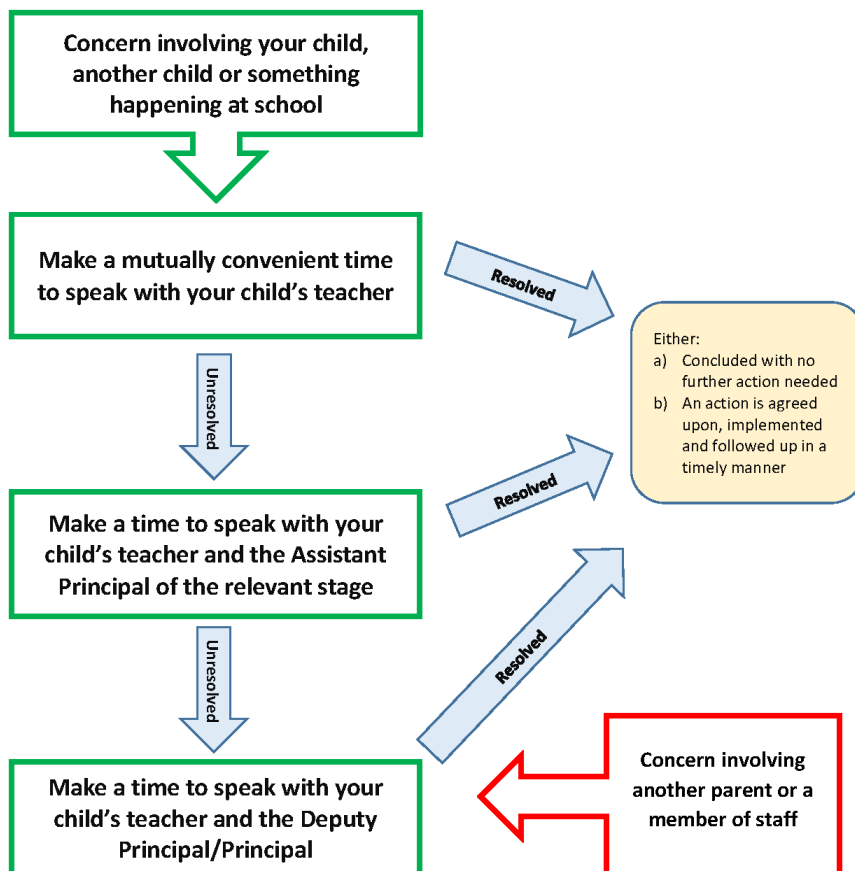 Concern involving your child,
another child or something
happening at school
Make a mutually convenient time
to speak with your child’s teacher
Resolved
Either:
a) Concluded with no
further action needed
b) An action is agreed
upon, implemented
and followed up in a
timely manner
Unresolved
Make a time to speak with your
child’s teacher and the Assistant
Principal of the relevant stage
Resolved
Unresolved
Resolved
Make a time to speak with your
child’s teacher and the Deputy
Principal/Principal
Concern involving
another parent or a
member of staff